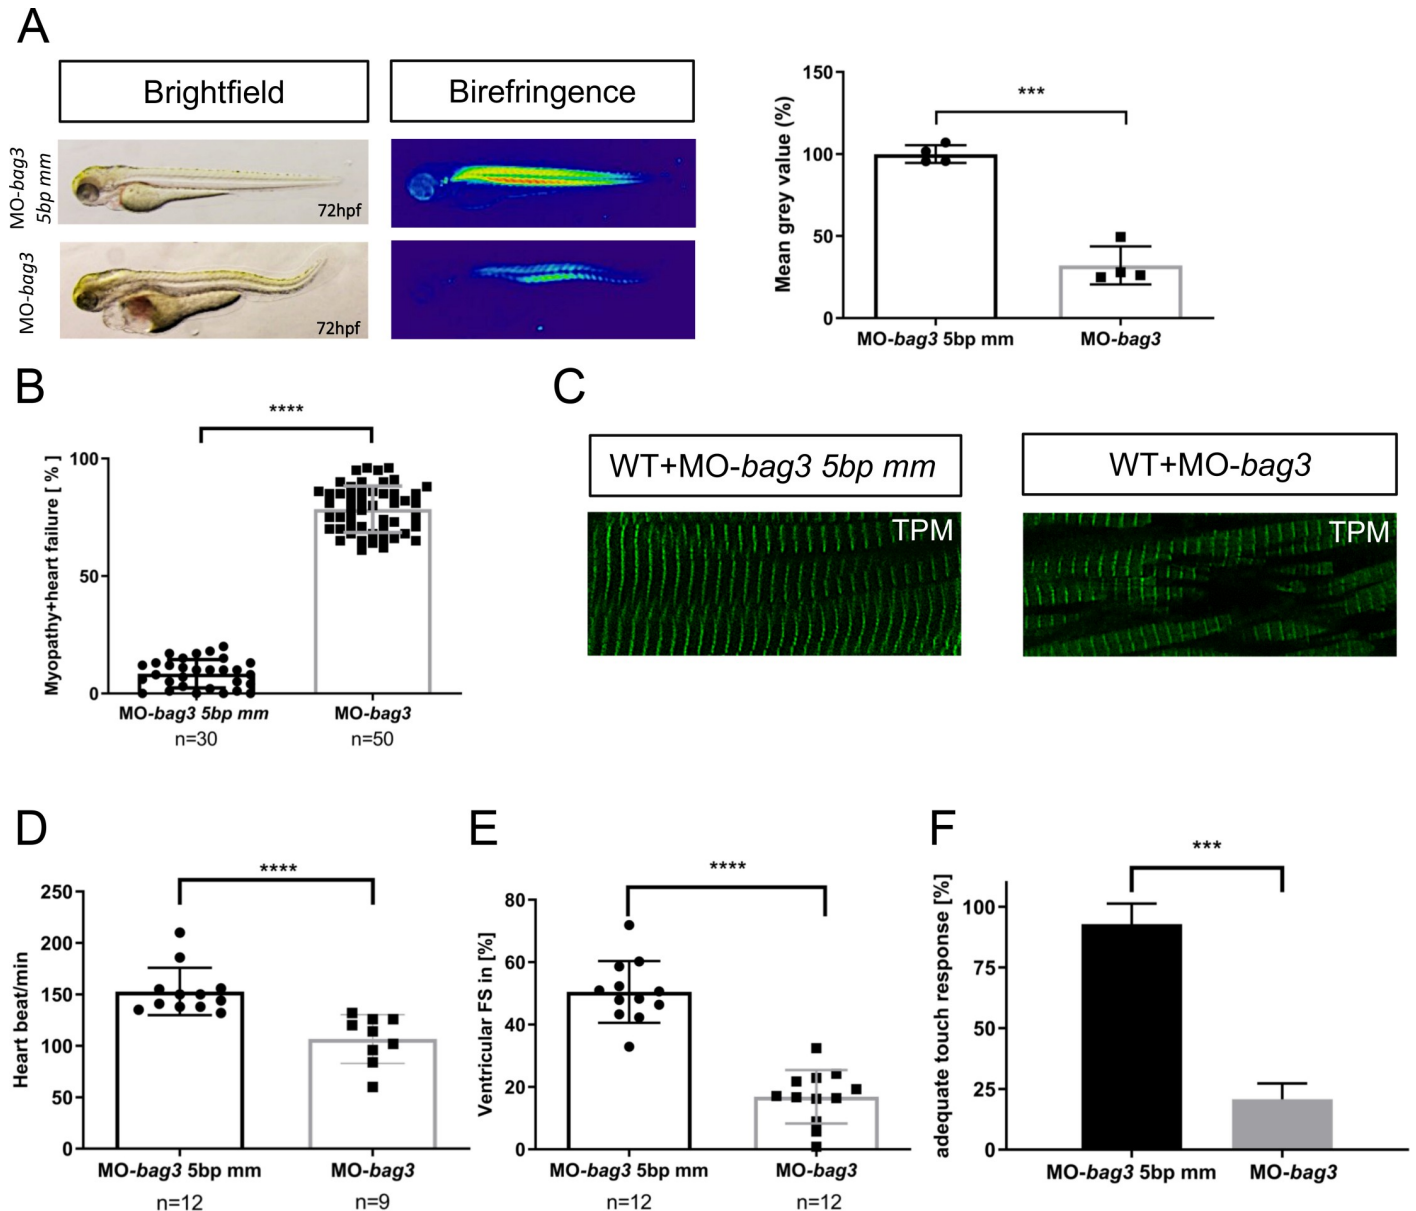 A
Brightfield
Birefringence
MO-bag3
5bp mm
72hpf
MO-bag3
72hpf
Mean grey value (%)
150
100
50
0
***
MO-bag3 5bp mm
MO-bag3
B
****
Myopathy+heart failure [ % ]
100
50
0
MO-bag3 5bp mm
MO-bag3
n=30
n=50
C
WT+MO-bag3 5bp mm
WT+MO-bag3
TPM
TPM
D
****
Heart beat/min
250
200
150
100
50
0
MO-bag3 5bp mm
MO-bag3
n=12
n=9
E
****
Ventricular FS in [%]
80
60
40
20
0
MO-bag3 5bp mm
MO-bag3
n=12
n=12
F
***
adequate touch response [%]
100
75
50
25
0
MO-bag3 5bp mm
MO-bag3